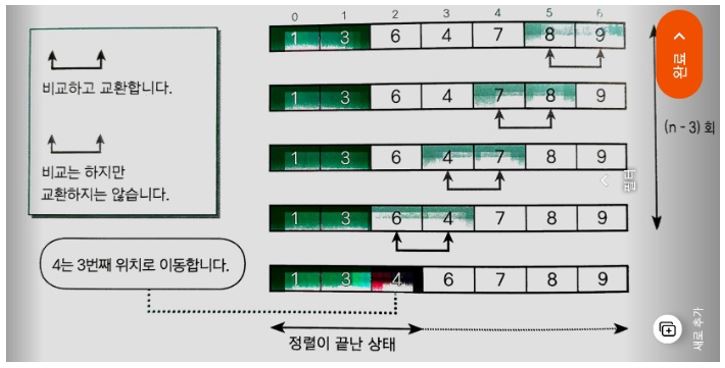 0 1 2 3 4 5 6
1 3 6 4 7 8 9
비교하고 교환합니다.
1 3 6 4 7 8 9
비교는 하지만
교환하지는 않습니다.
1 3 6 4 7 8 9
1 3 6 4 7 8 9
4는 3번째 위치로 이동합니다.
1 3 4 6 7 8 9
정렬이 끝난 상태
(n - 3) 회
완료
필터
새로 추가